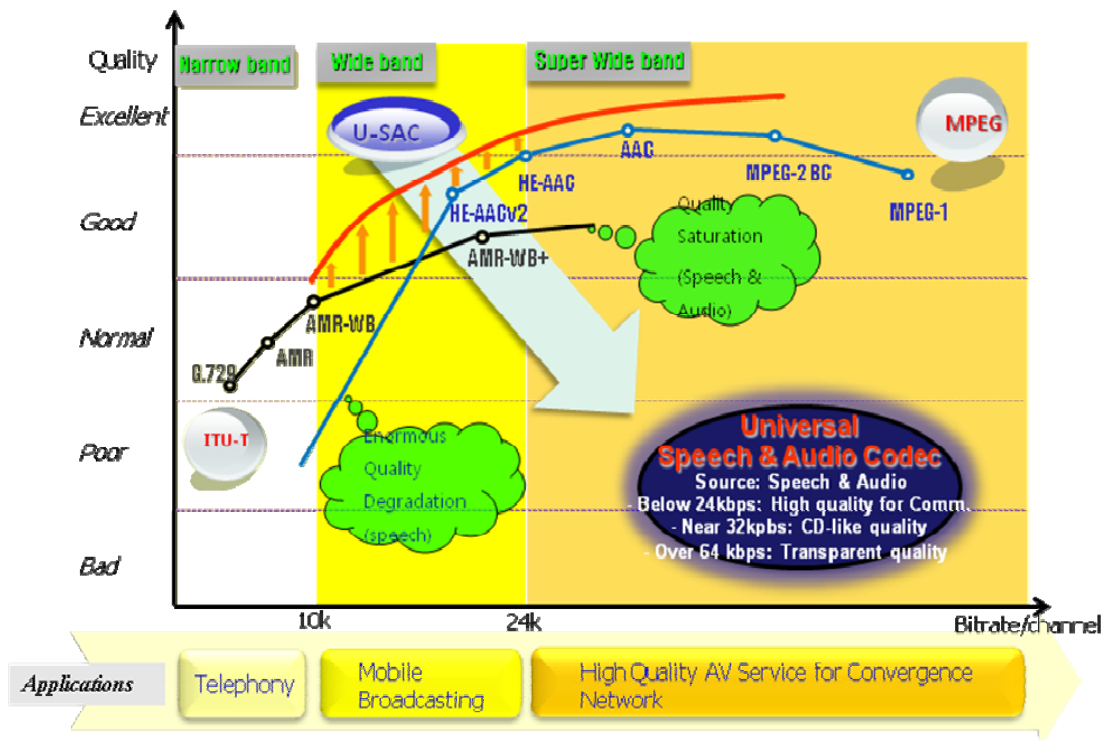 Quality
Narrow band
Wide band
Super Wide band
Excellent
U-SAC
MPEG
AAC
HE-AAC
MPEG-2 BC
HE-AACv2
MPEG-1
Good
Quality
Saturation
(Speech &
Audio)
AMR-WB+
AMR-WB
Normal
AMR
G.729
ITU-T
Poor
Enormous
Quality
Degradation
(speech)
Universal
Speech & Audio Codec
Source: Speech & Audio
- Below 24kbps: High quality for Comm.
- Near 32kpbs: CD-like quality
- Over 64 kbps: Transparent quality
Bad
10k
24k
Bitrate/channel
Applications
Telephony
Mobile
Broadcasting
High Quality AV Service for Convergence
Network